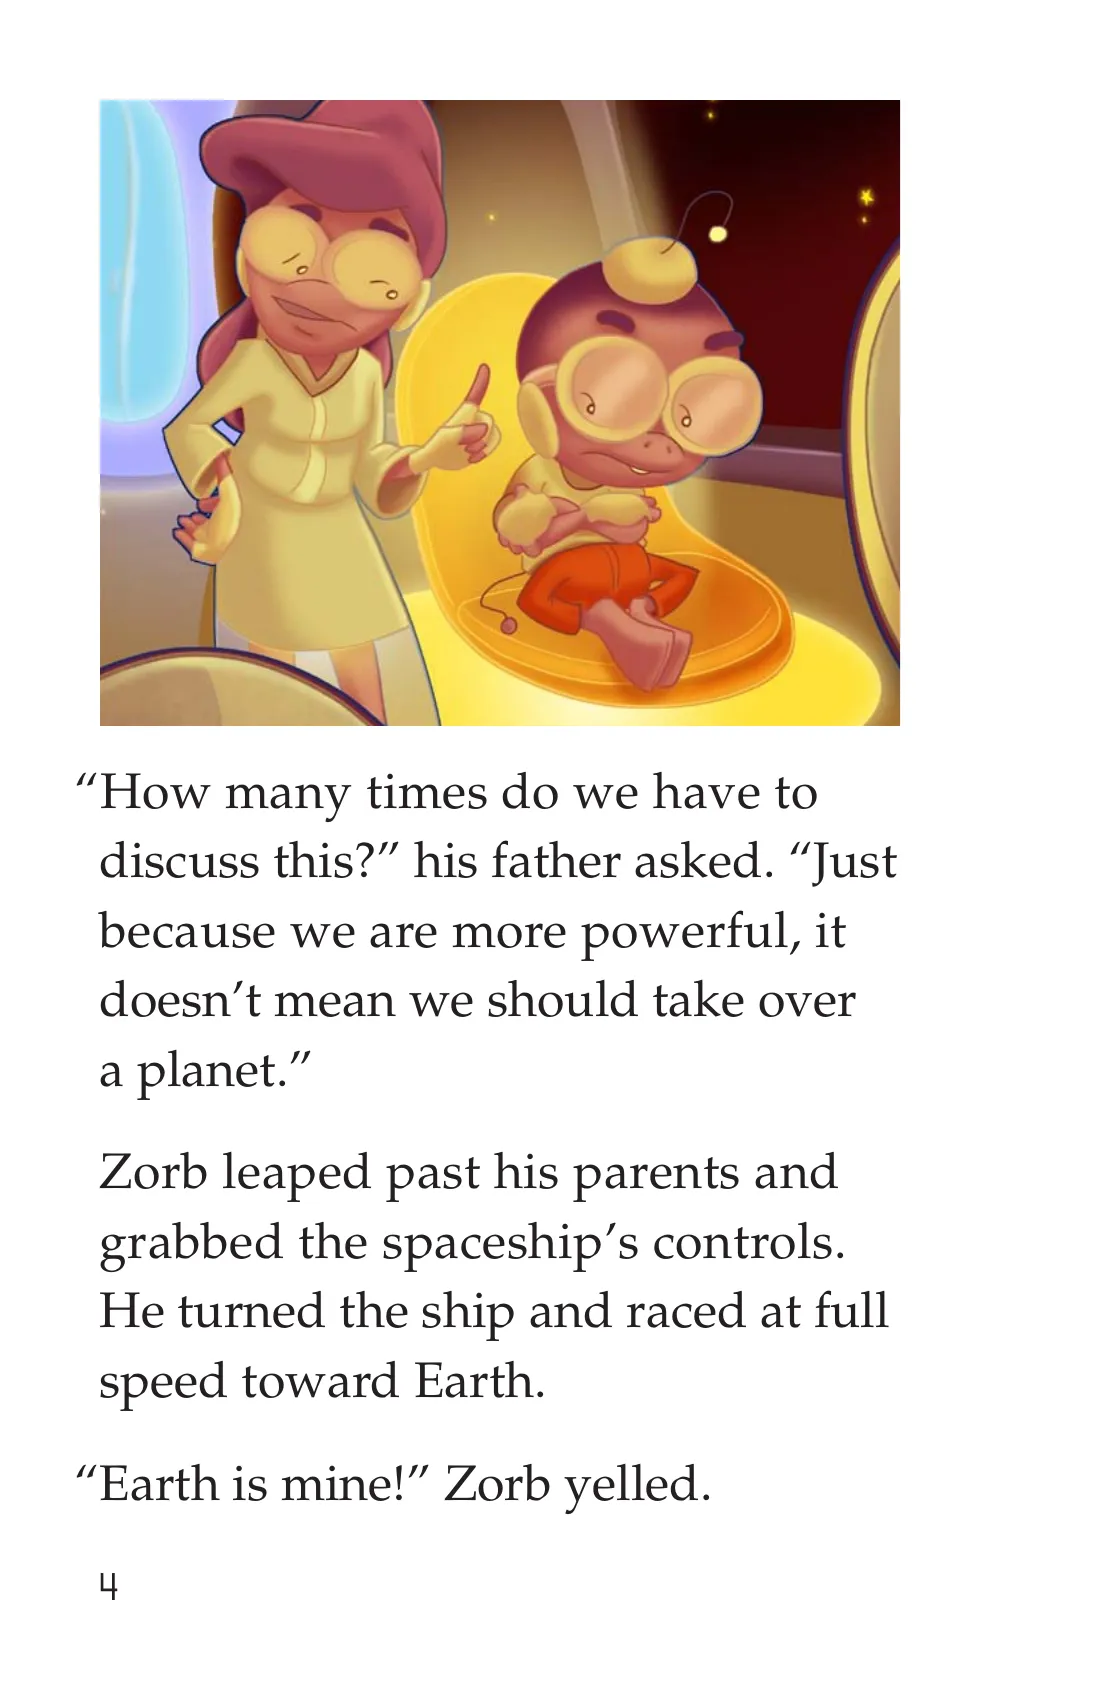 “How many times do we have to
discuss this?” his father asked. “Just
because we are more powerful, it
doesn’t mean we should take over
a planet.”
Zorb leaped past his parents and
grabbed the spaceship’s controls.
He turned the ship and raced at full
speed toward Earth.
“Earth is mine!” Zorb yelled.
4